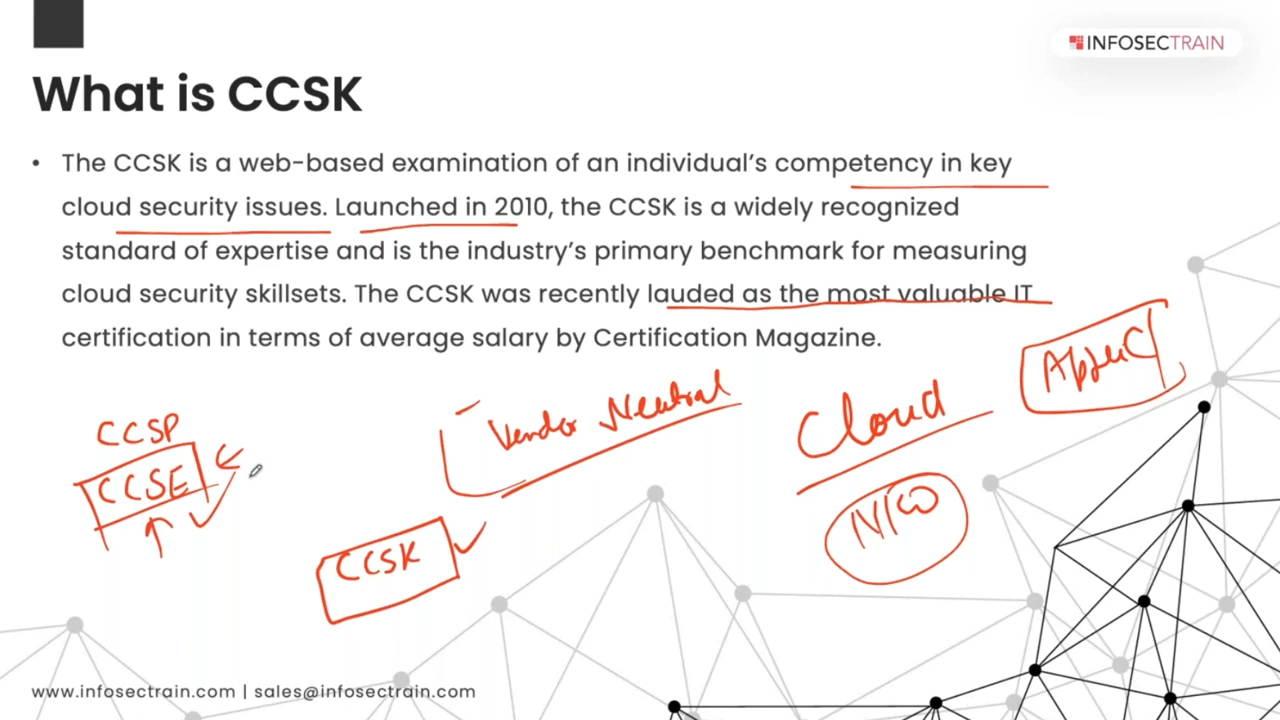 INFOSECTRAIN
What is CCSK
• The CCSK is a web-based examination of an individual's competency in key
cloud security issues. Launched in 2010, the CCSK is a widely recognized
standard of expertise and is the industry's primary benchmark for measuring
cloud security skillsets. The CCSK was recently lauded as the most valuable IT
certification in terms of average salary by Certification Magazine.
Vendor Neutral
Cloud
CCSP
CCSE
CCSK
www.infosectrain.com | sales@infosectrain.com